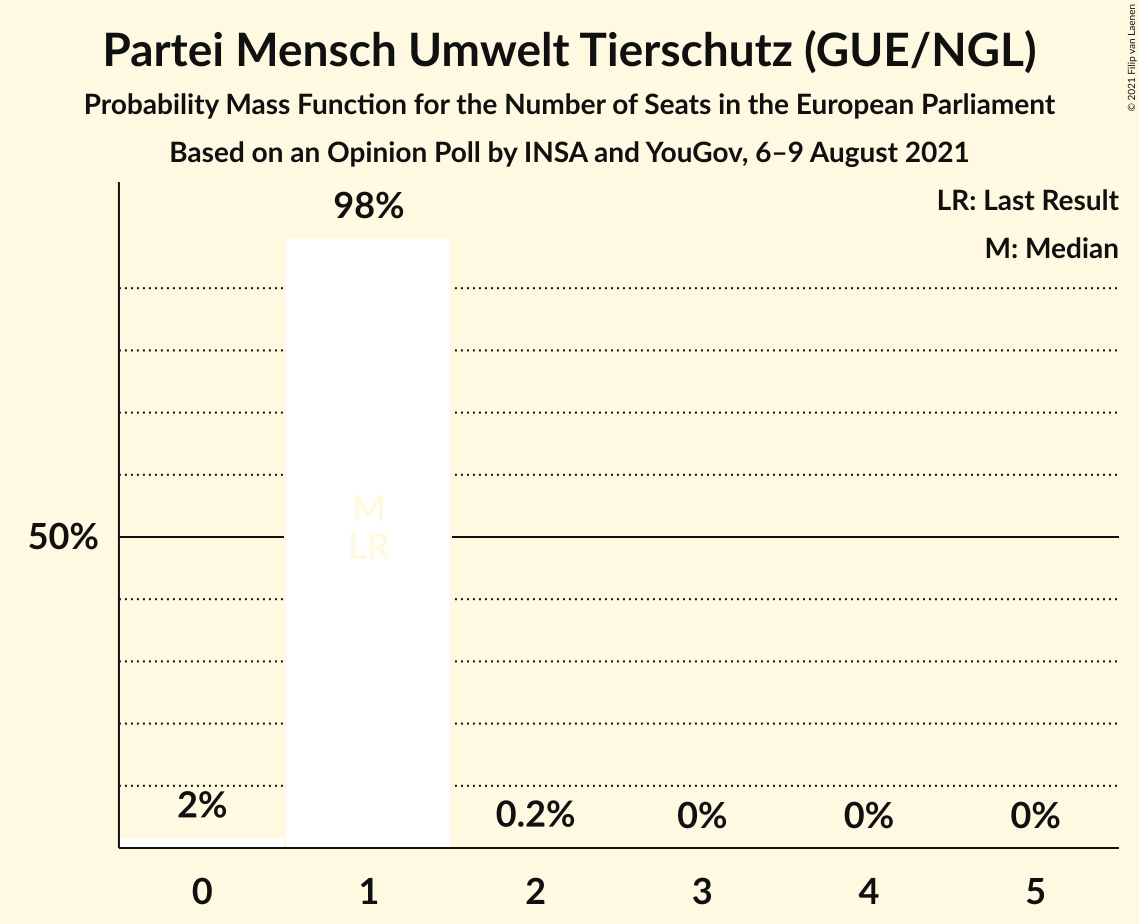 Partei Mensch Umwelt Tierschutz (GUE/NGL)
Probability Mass Function for the Number of Seats in the European Parliament
Based on an Opinion Poll by INSA and YouGov, 6–9 August 2021
© 2021 Filip van Laenen
LR: Last Result
M: Median
98%
M
LR
50%
2%
0.2%
0%
0%
0%
0 1 2 3 4 5